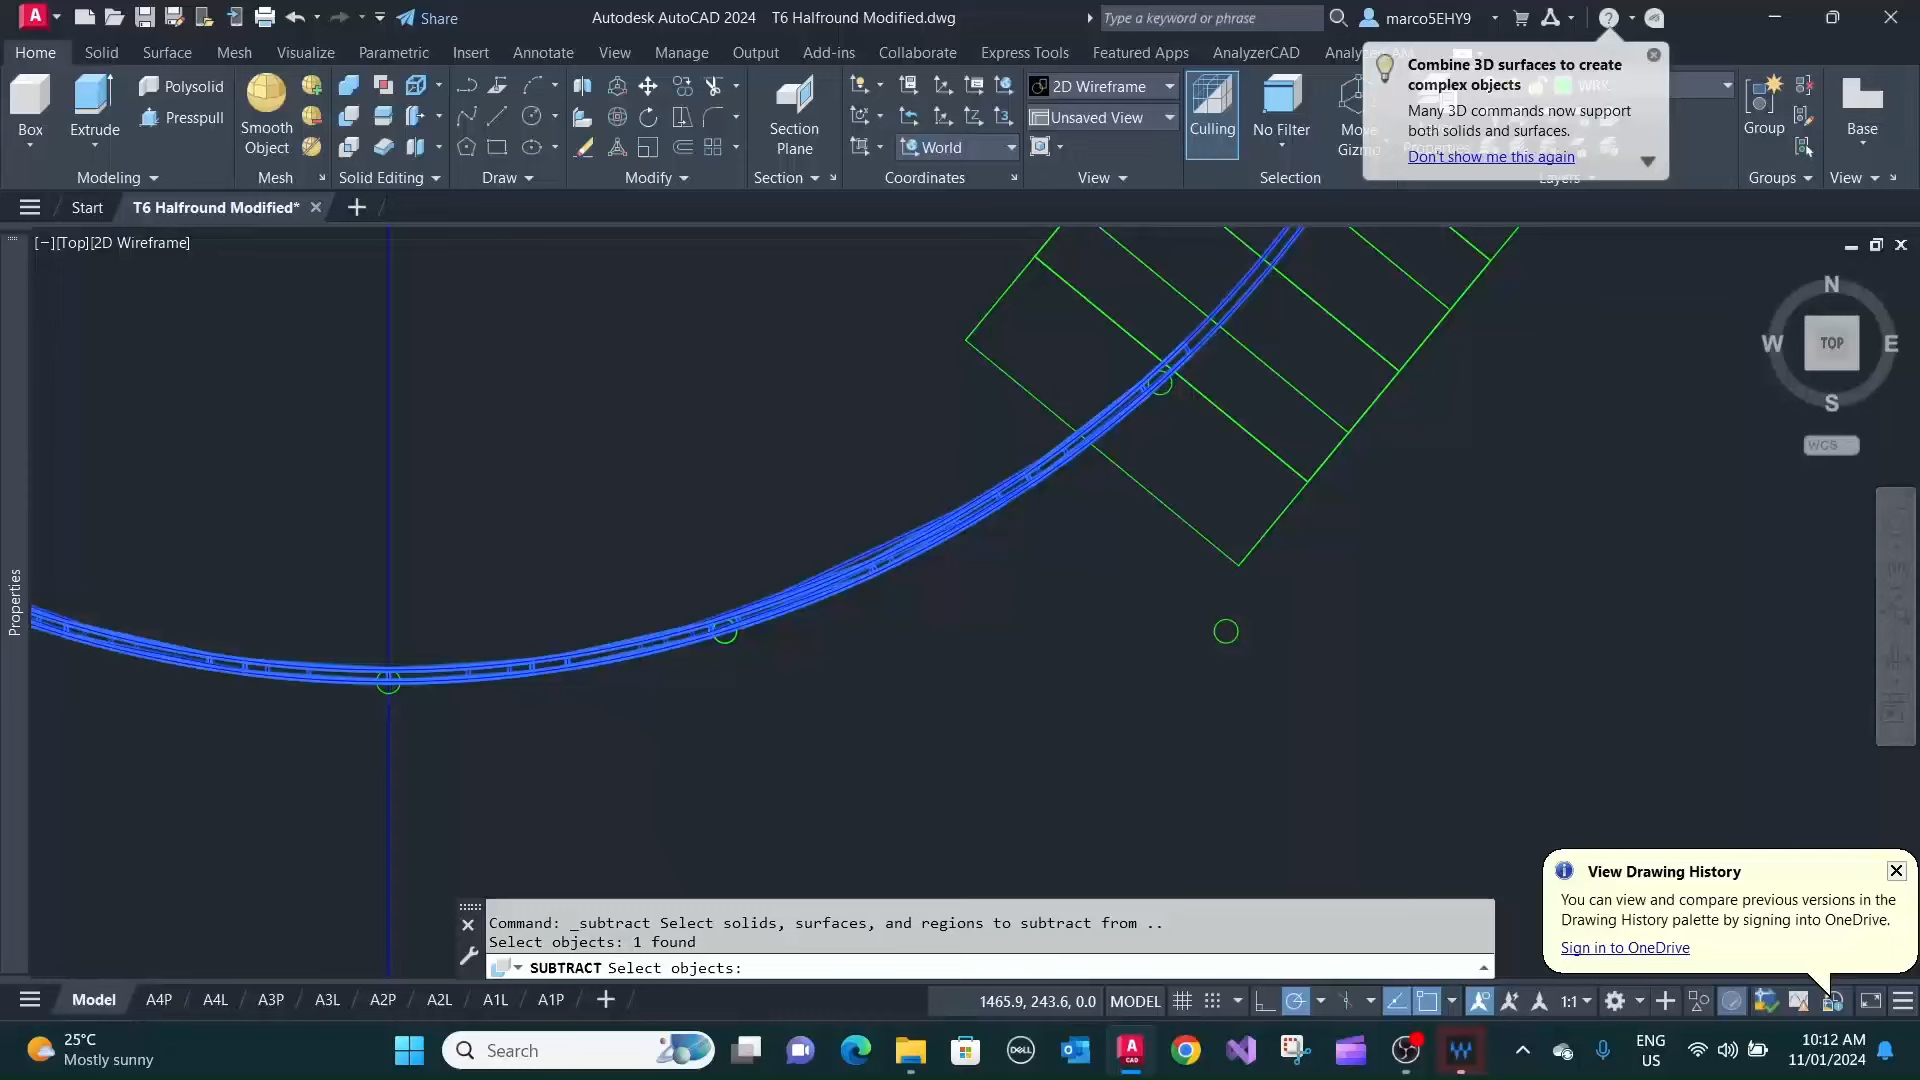 Share
Autodesk AutoCAD 2024 T6 Halfround Modified.dwg
Type a keyword or phrase
marco5EHY9
Home Solid Surface Mesh Visualize Parametric Insert Annotate View Manage Output Add-ins Collaborate Express Tools Featured Apps AnalyzerCAD
Box
Extrude
Polysolid
Presspull
Smooth
Object
Section
Plane
2D Wireframe
Unsaved View
World
Culling
No Filter
Move
Gizmo
Group
Base
Modeling Mesh Solid Editing Draw Modify Section Coordinates View Selection Layers Groups View
Combine 3D surfaces to create
complex objects
Many 3D commands now support
both solids and surfaces.
Don't show me this again
Start T6 Halfround Modified*
[−][Top][2D Wireframe]
N
W TOP E
S
WCS
Properties
View Drawing History
You can view and compare previous versions in the
Drawing History palette by signing into OneDrive.
Sign in to OneDrive
Command: _subtract Select solids, surfaces, and regions to subtract from ..
Select objects: 1 found
SUBTRACT Select objects:
Model A4P A4L A3P A3L A2P A2L A1L A1P
1465.9, 243.6, 0.0 MODEL 1:1
25°C
Mostly sunny
Search
DELL
ENG
US
10:12 AM
11/01/2024